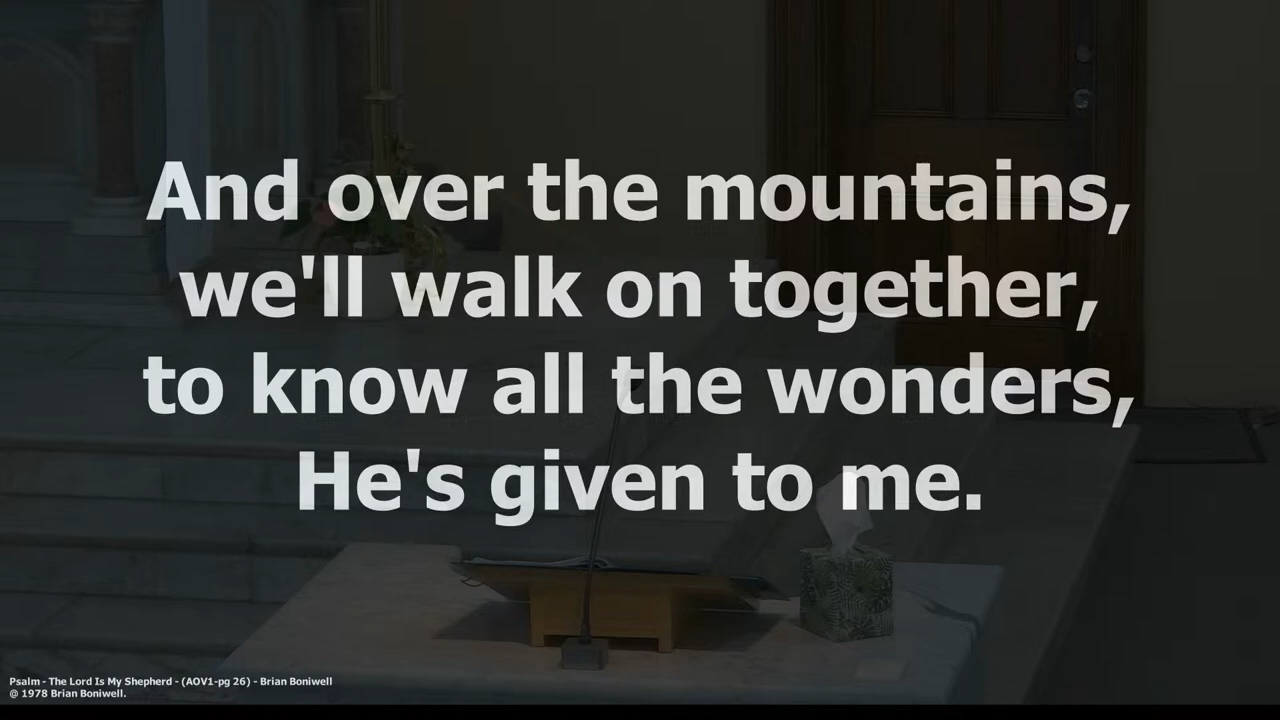 And over the mountains,
we'll walk on together,
to know all the wonders,
He's given to me.
Psalm - The Lord Is My Shepherd - (AOV1-pg 26) - Brian Boniwell
@ 1978 Brian Boniwell.